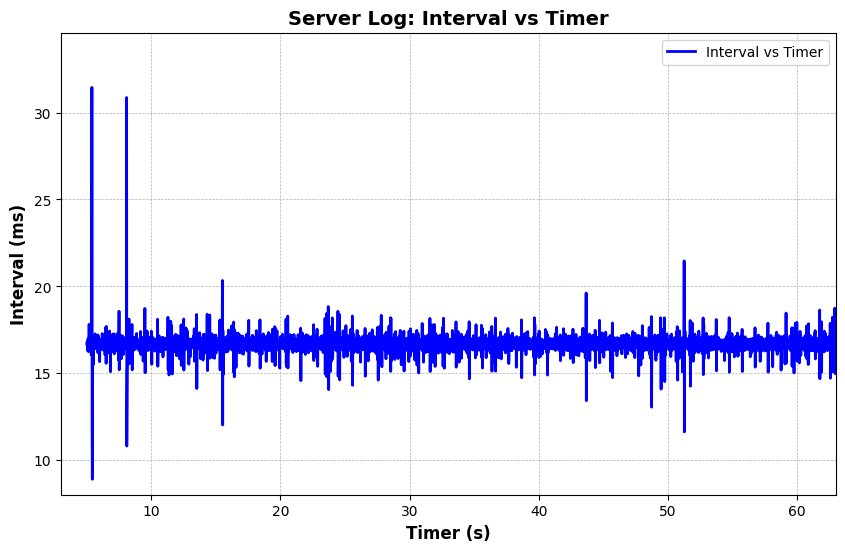 Server Log: Interval vs Timer
Interval vs Timer
30
25
20
15
10
Interval (ms)
10 20 30 40 50 60
Timer (s)